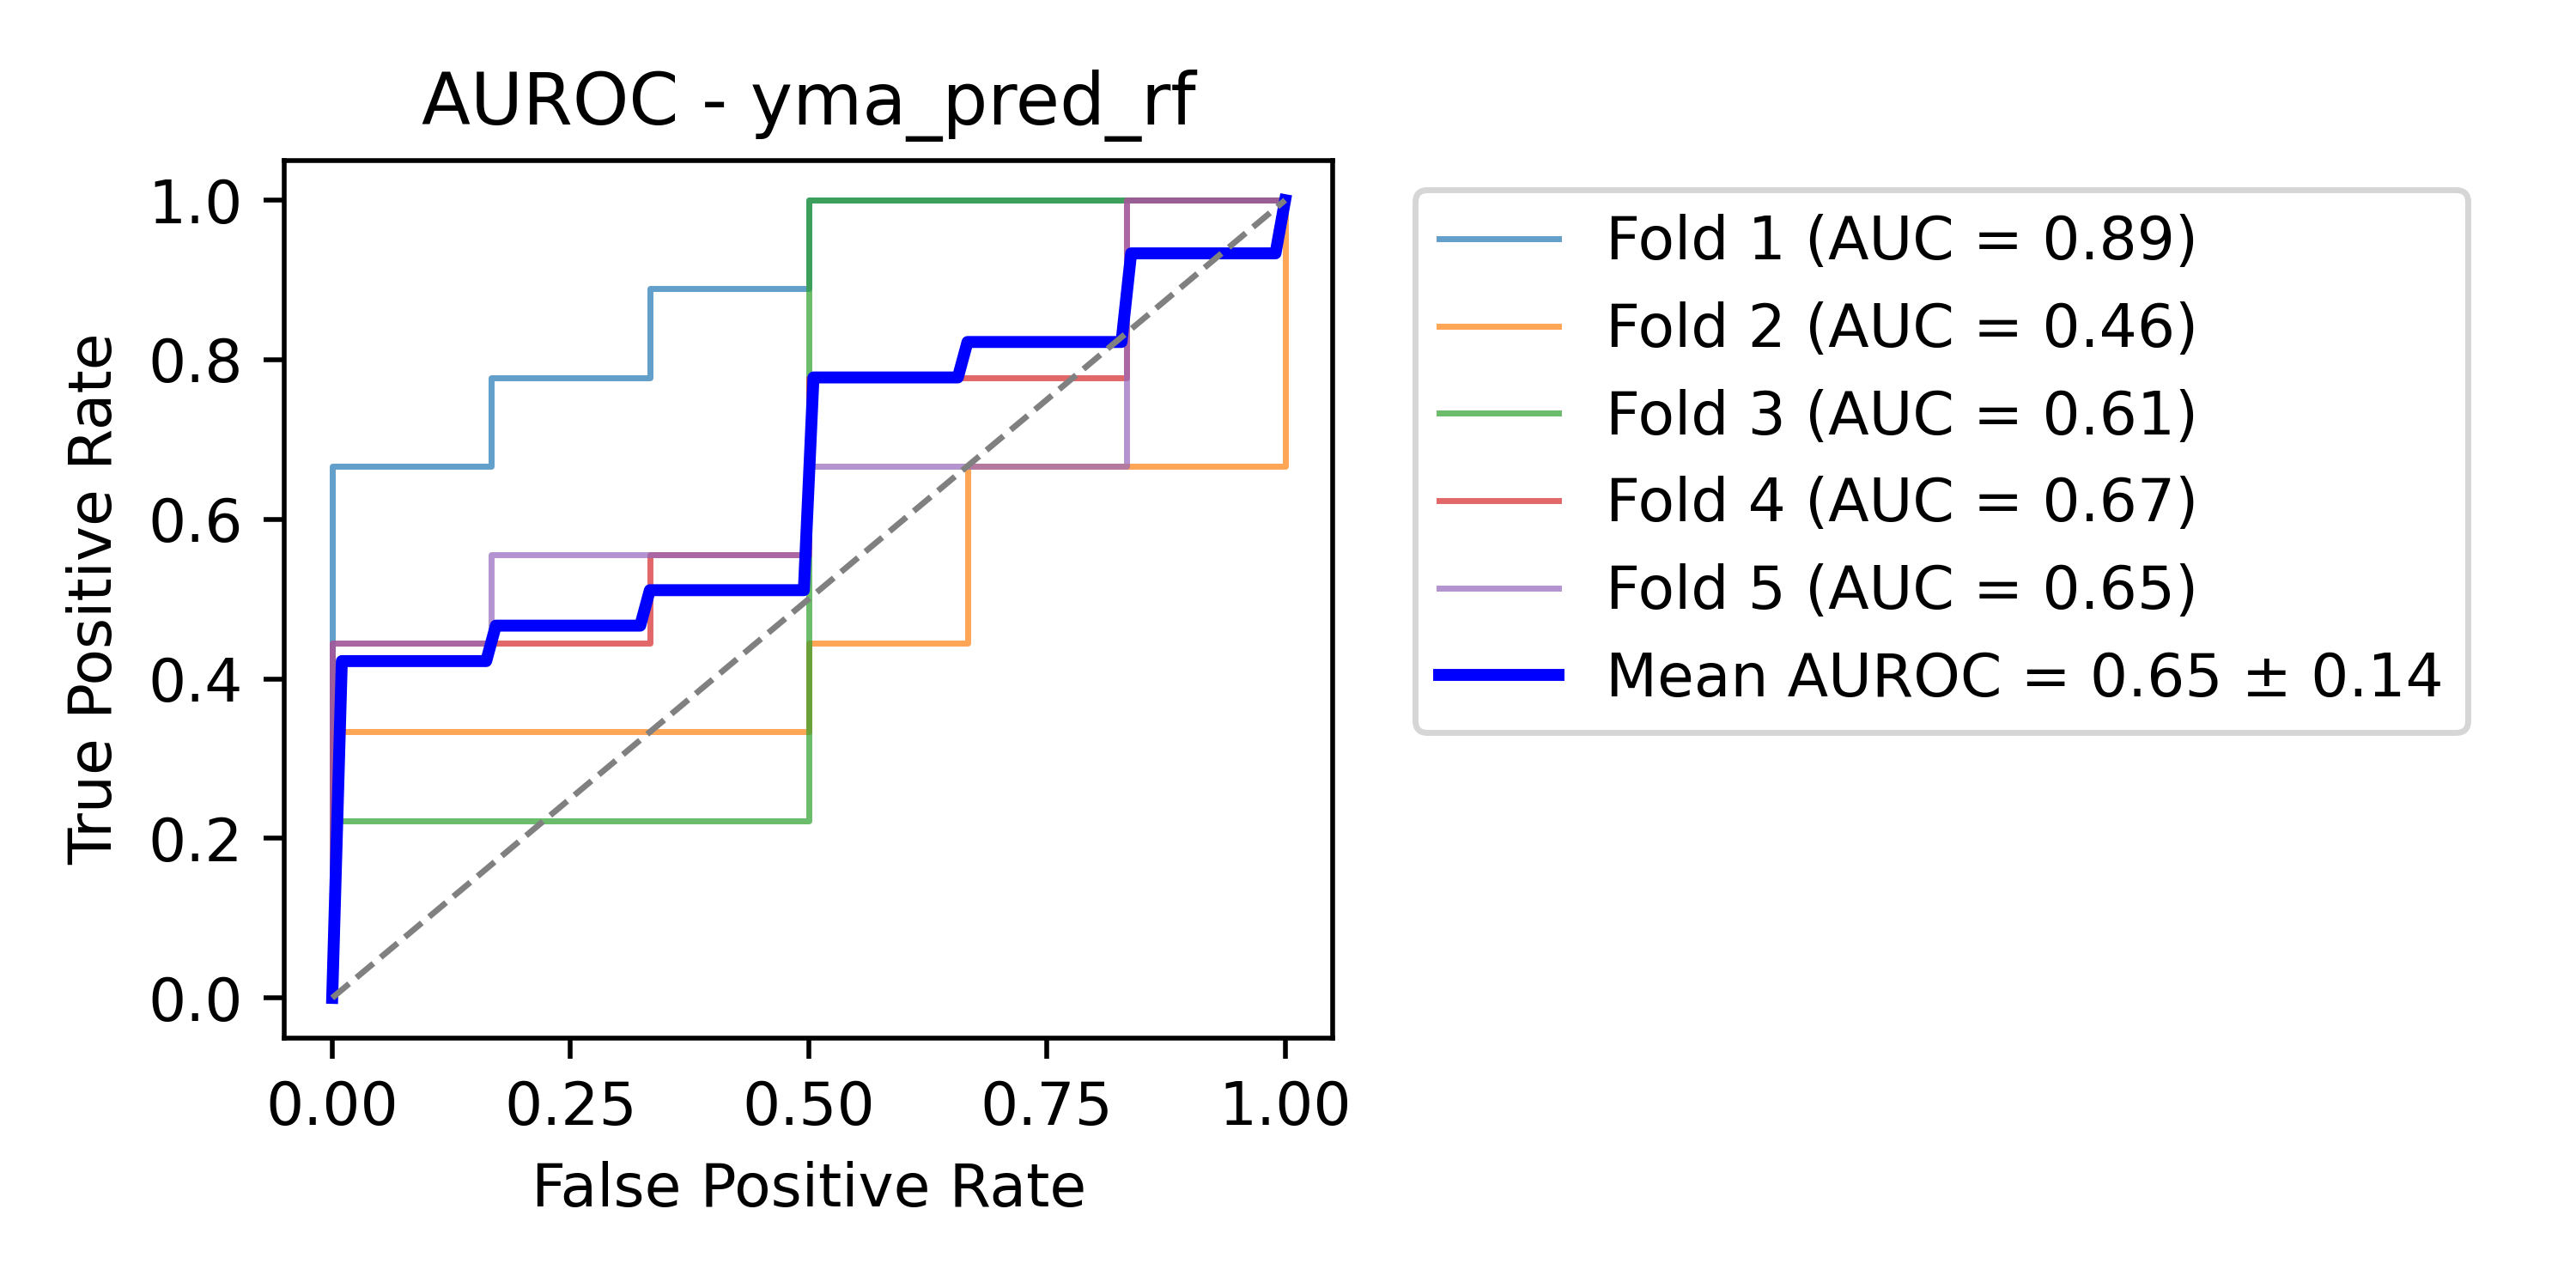 AUROC - yma_pred_rf
True Positive Rate
1.0
0.8
0.6
0.4
0.2
0.0
0.00 0.25 0.50 0.75 1.00
False Positive Rate
Fold 1 (AUC = 0.89)
Fold 2 (AUC = 0.46)
Fold 3 (AUC = 0.61)
Fold 4 (AUC = 0.67)
Fold 5 (AUC = 0.65)
Mean AUROC = 0.65 ± 0.14